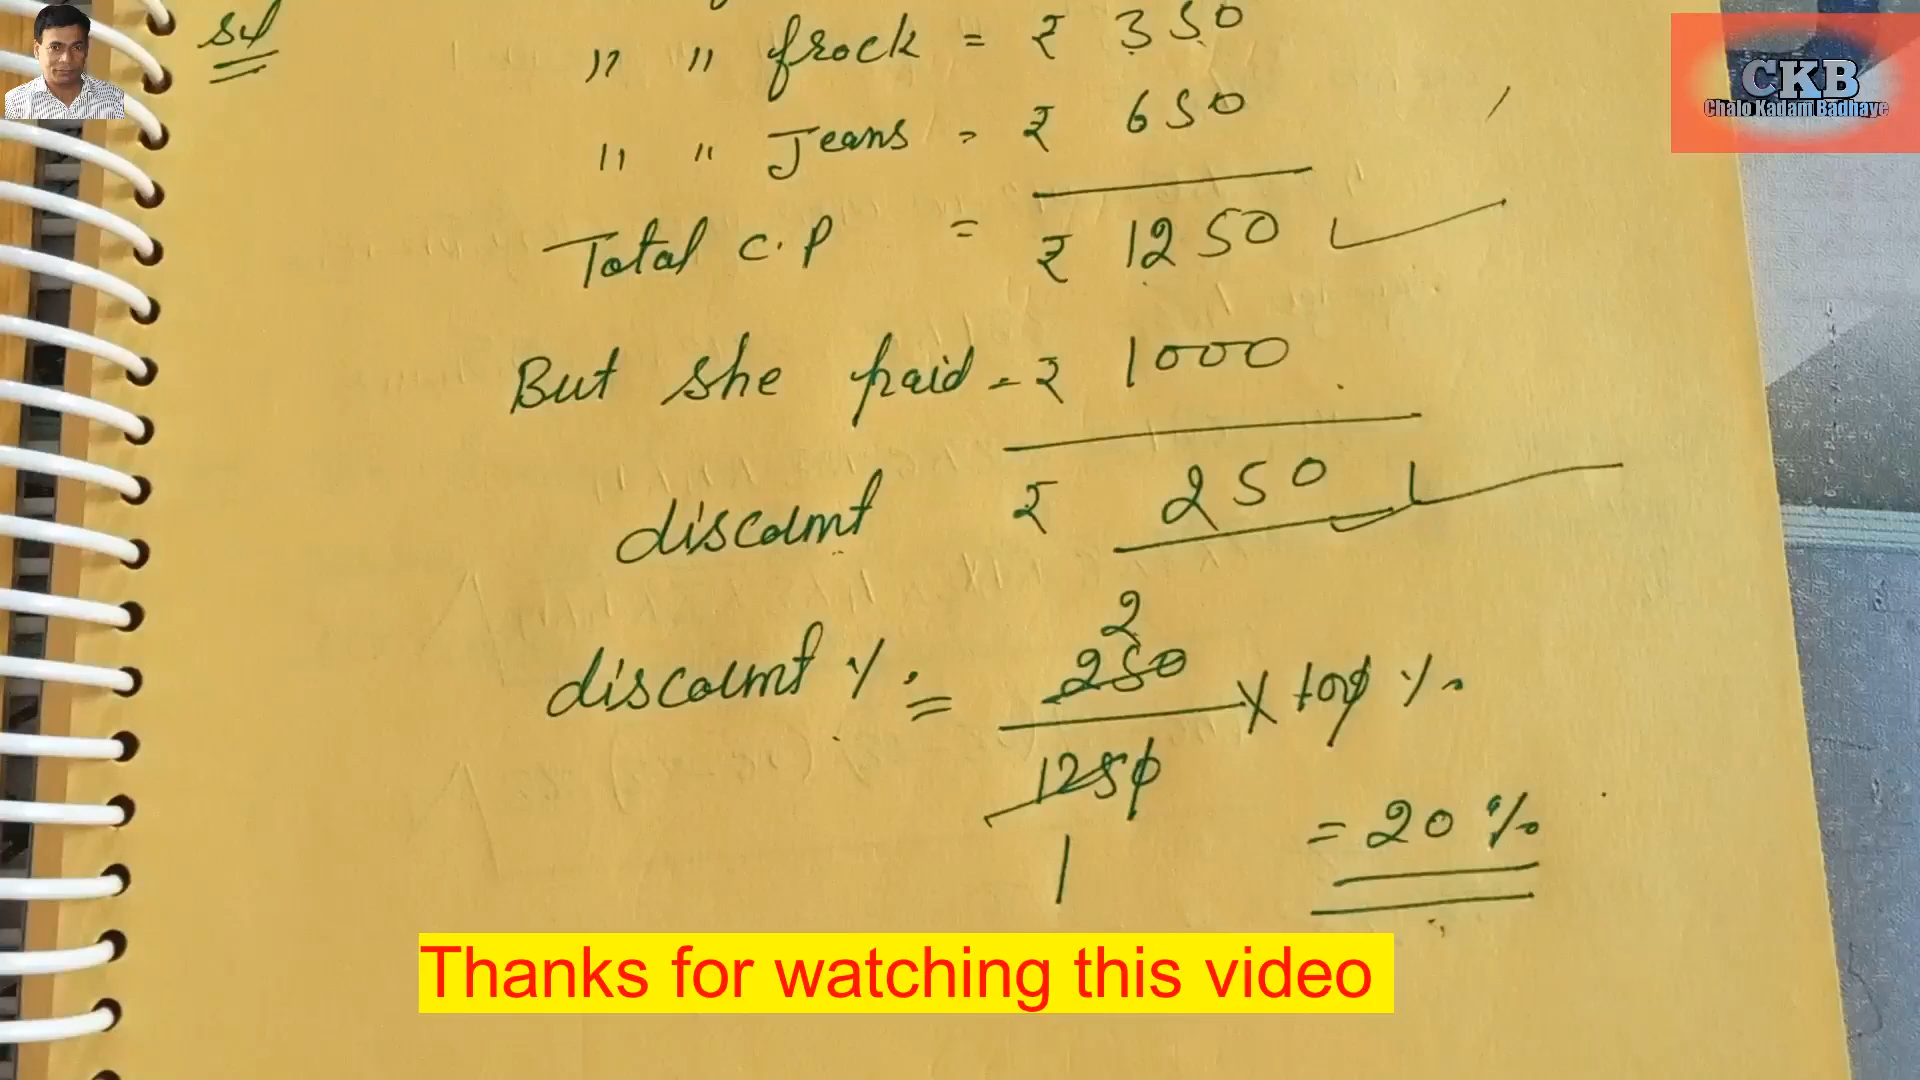 Sol
" " frock = ₹ 350
" " Jeans = ₹ 650
Total C.P = ₹ 1250
But she paid = ₹ 1000
discount ₹ 250
discount % = 250/1250 × 100 %
2
1
= 20 %
CKB
Chalo Kadam Badhaye
Thanks for watching this video